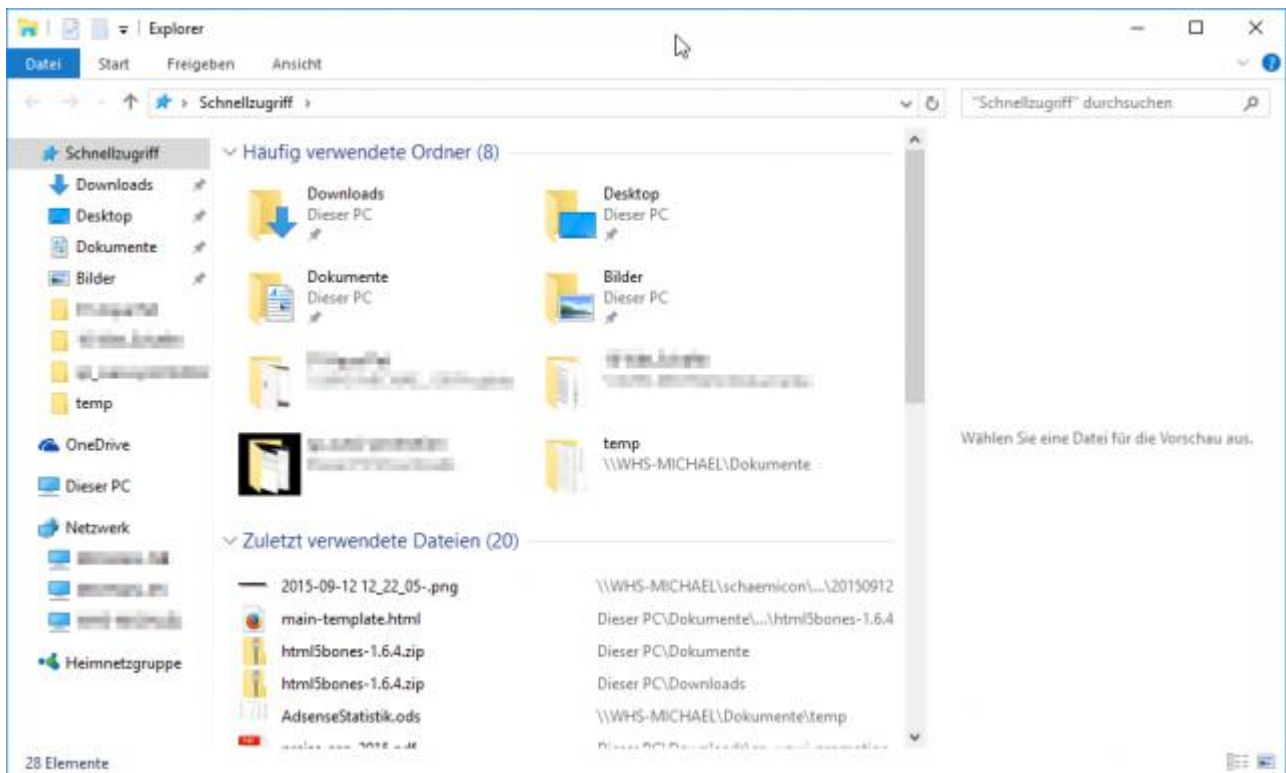 Explorer
Datei Start Freigeben Ansicht
Schnellzugriff
"Schnellzugriff" durchsuchen
Schnellzugriff
Downloads
Desktop
Dokumente
Bilder
temp
OneDrive
Dieser PC
Netzwerk
Heimnetzgruppe
Häufig verwendete Ordner (8)
Downloads
Dieser PC
Desktop
Dieser PC
Dokumente
Dieser PC
Bilder
Dieser PC
temp
\\WHS-MICHAEL\Dokumente
Zuletzt verwendete Dateien (20)
2015-09-12 12_22_05-.png \\WHS-MICHAEL\schaemicon\...\20150912
main-template.html Dieser PC\Dokumente\...\html5bones-1.6.4
html5bones-1.6.4.zip Dieser PC\Dokumente
html5bones-1.6.4.zip Dieser PC\Downloads
AdsenseStatistik.ods \\WHS-MICHAEL\Dokumente\temp
Wählen Sie eine Datei für die Vorschau aus.
28 Elemente